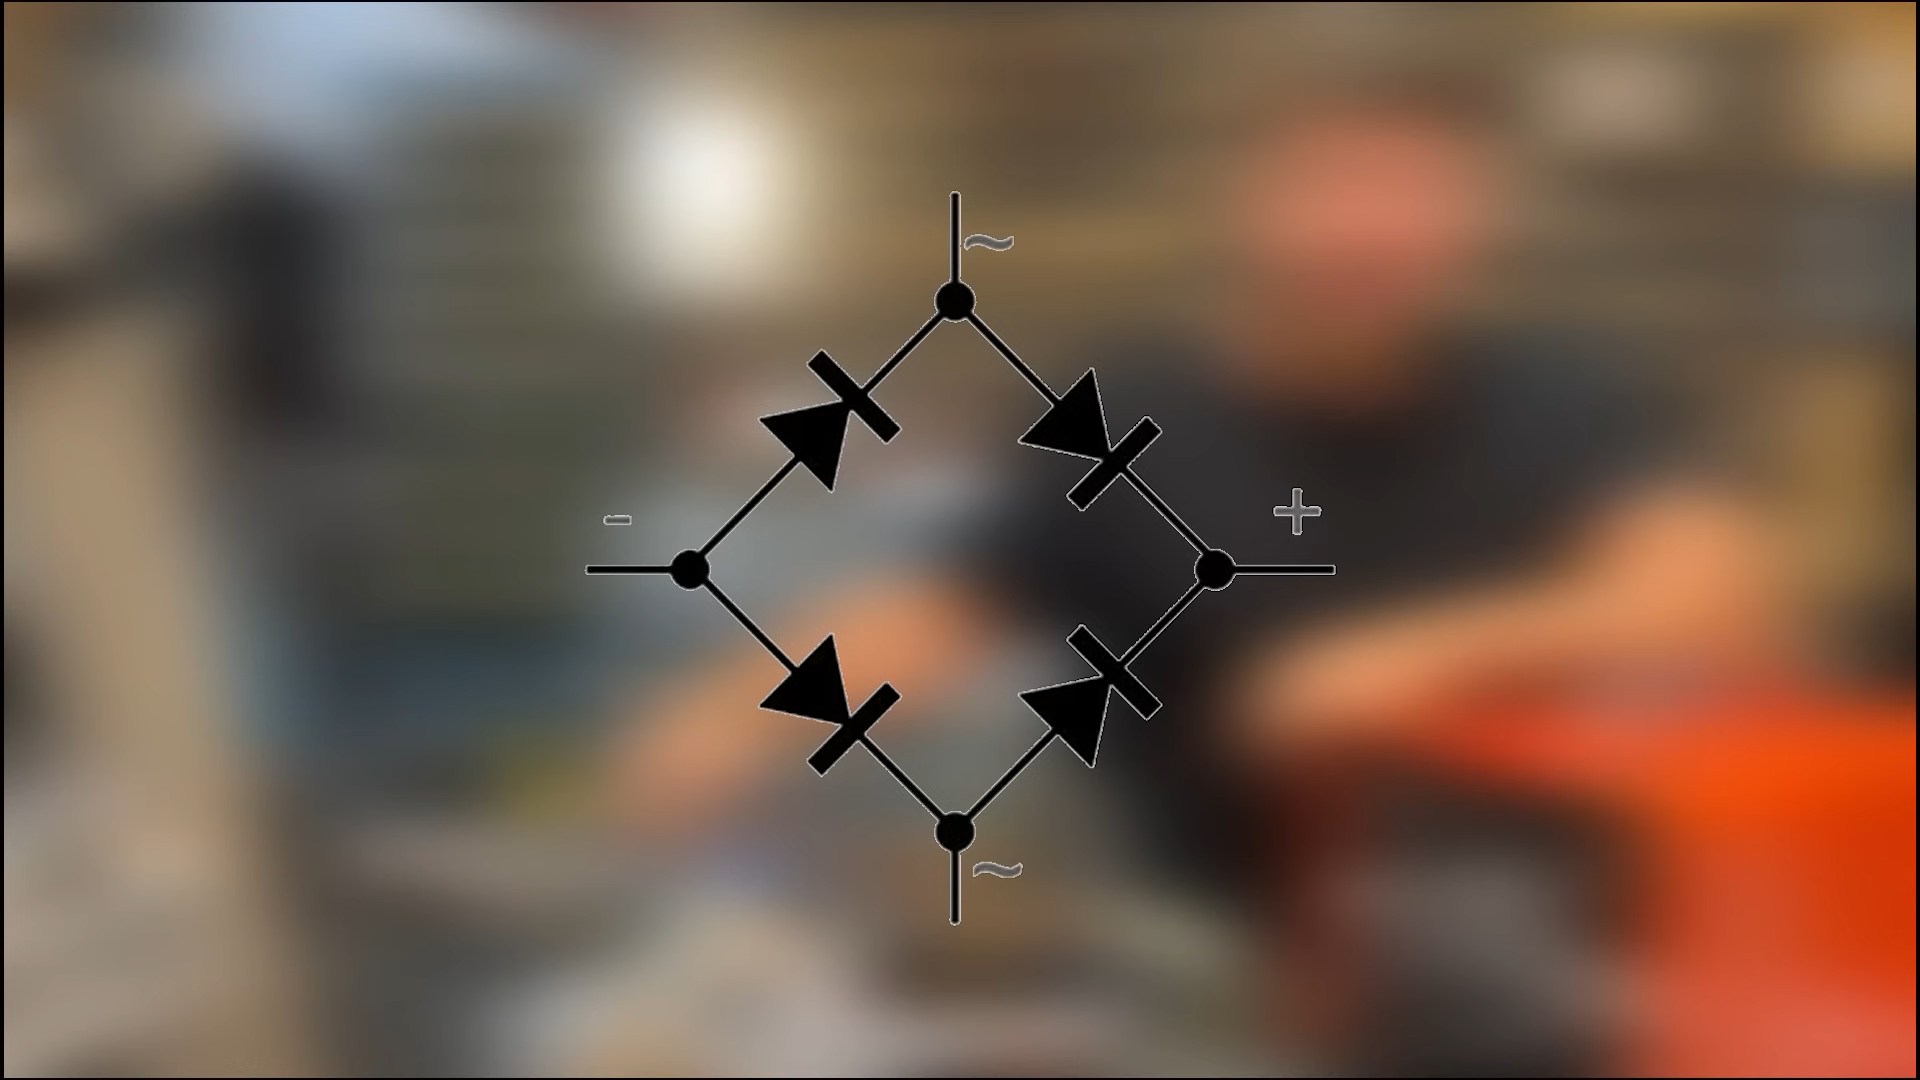 ~
-
+
~